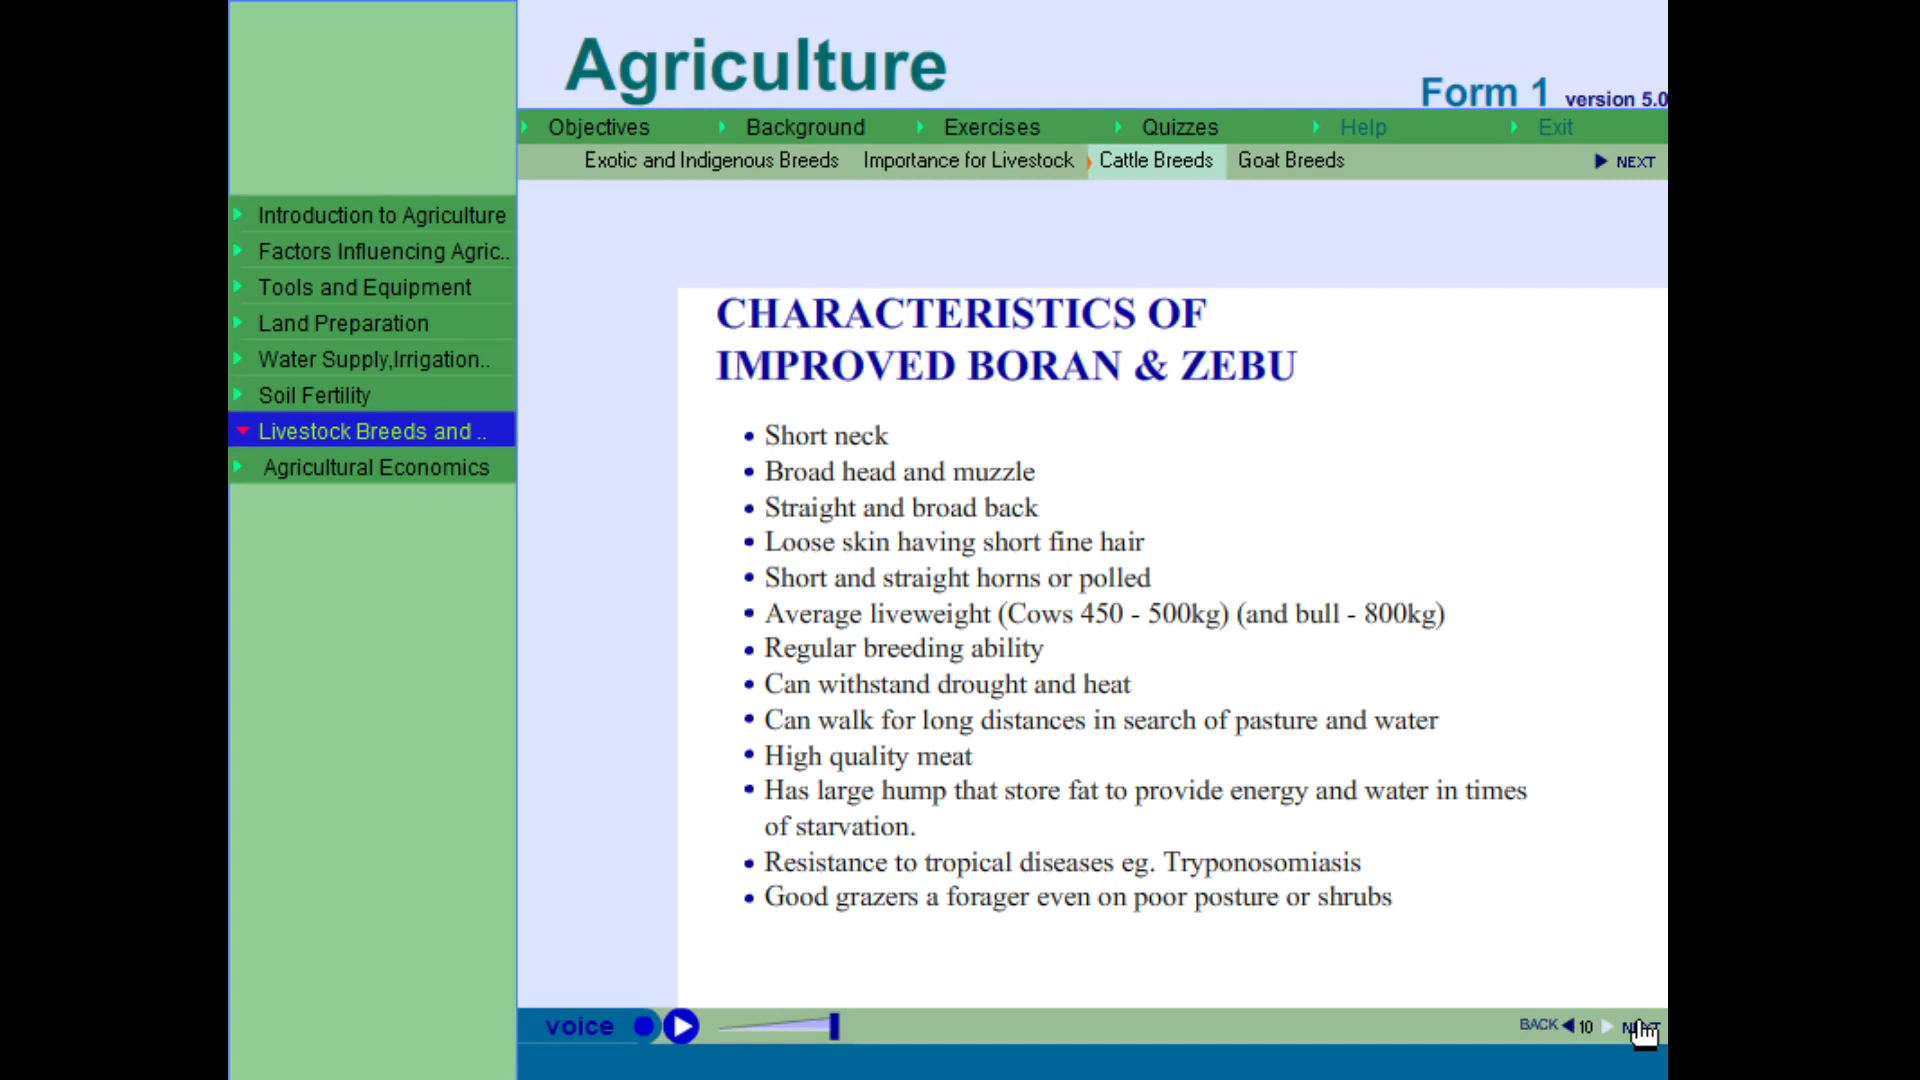 Agriculture
Form 1 version 5.0
Objectives Background Exercises Quizzes Help Exit
Exotic and Indigenous Breeds Importance for Livestock Cattle Breeds Goat Breeds NEXT
Introduction to Agriculture
Factors Influencing Agric..
Tools and Equipment
Land Preparation
Water Supply,Irrigation..
Soil Fertility
Livestock Breeds and ..
Agricultural Economics
CHARACTERISTICS OF
IMPROVED BORAN & ZEBU
• Short neck
• Broad head and muzzle
• Straight and broad back
• Loose skin having short fine hair
• Short and straight horns or polled
• Average liveweight (Cows 450 - 500kg) (and bull - 800kg)
• Regular breeding ability
• Can withstand drought and heat
• Can walk for long distances in search of pasture and water
• High quality meat
• Has large hump that store fat to provide energy and water in times
of starvation.
• Resistance to tropical diseases eg. Tryponosomiasis
• Good grazers a forager even on poor posture or shrubs
voice
BACK 10